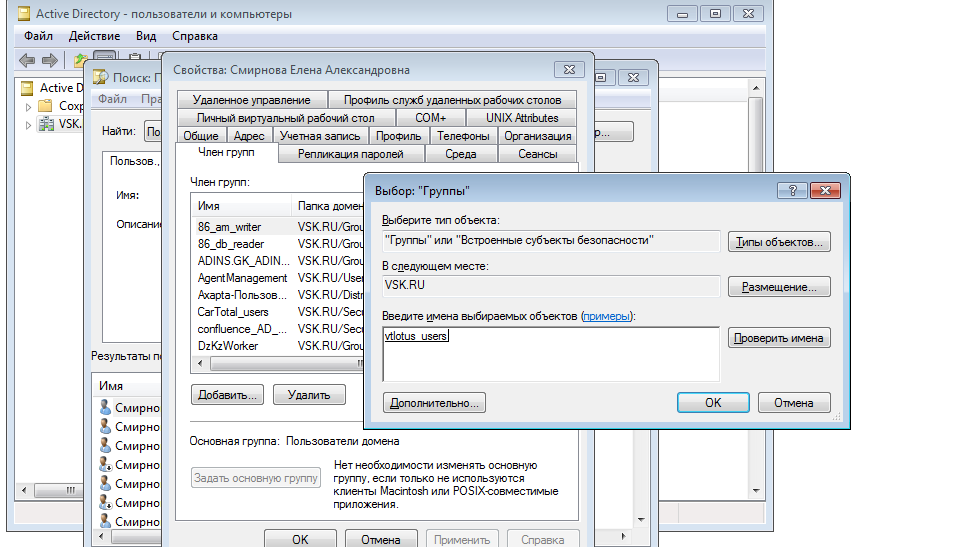 Active Directory - пользователи и компьютеры
Файл Действие Вид Справка
Active D
Сохр
VSK.
Поиск: П
Файл Пра
Найти: По
р...
Пользов.,
Имя:
Описание
Результаты по
Имя
Смирно
Смирно
Смирно
Смирно
Смирно
Смирно
Смирно
Свойства: Смирнова Елена Александровна
Удаленное управление Профиль служб удаленных рабочих столов
Личный виртуальный рабочий стол COM+ UNIX Attributes
Общие Адрес Учетная запись Профиль Телефоны Организация
Член групп Репликация паролей Среда Сеансы
Член групп:
Имя Папка домен
86_am_writer VSK.RU/Grou
86_db_reader VSK.RU/Grou
ADINS.GK_ADIN... VSK.RU/Grou
AgentManagement VSK.RU/User
Axapta-Пользов... VSK.RU/Distr
CarTotal_users VSK.RU/Secu
confluence_AD_... VSK.RU/Secu
DzKzWorker VSK.RU/Grou
Добавить... Удалить
Основная группа: Пользователи домена
Задать основную группу
Нет необходимости изменять основную
группу, если только не используются
клиенты Macintosh или POSIX-совместимые
приложения.
OK Отмена Применить Справка
Выбор: "Группы"
Выберите тип объекта:
"Группы" или "Встроенные субъекты безопасности" Типы объектов...
В следующем месте:
VSK.RU Размещение...
Введите имена выбираемых объектов (примеры):
vtlotus_users Проверить имена
Дополнительно... OK Отмена